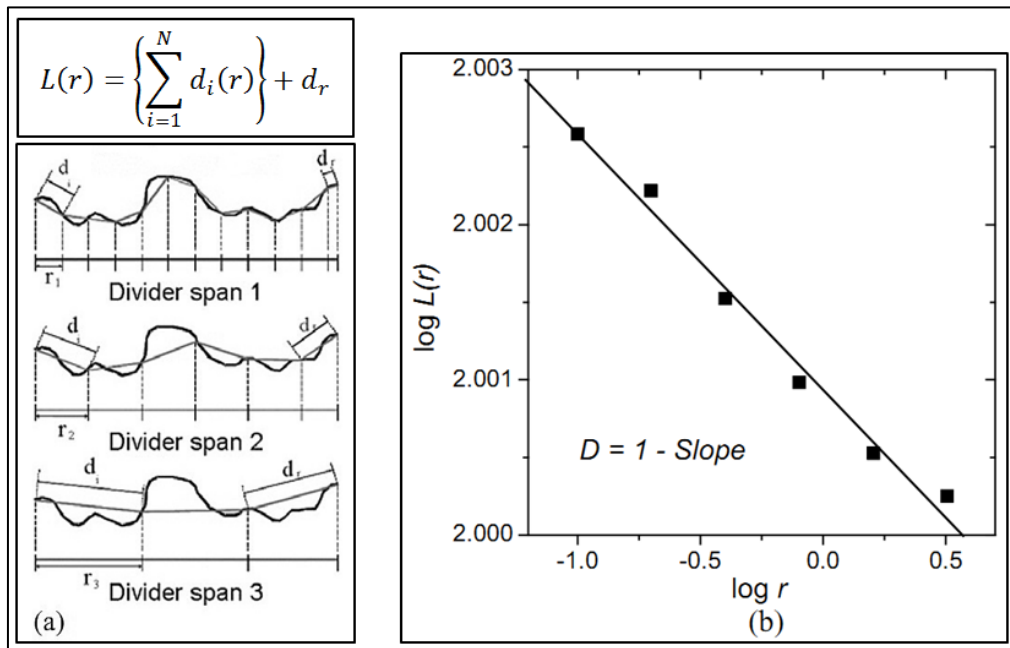 L(r) = {∑_{i=1}^{N} d_i(r)} + d_r
d_i
d_r
r_1
Divider span 1
d_i
d_r
r_2
Divider span 2
d_i
d_r
r_3
Divider span 3
(a)
2.003
2.002
2.001
2.000
log L(r)
D = 1 - Slope
-1.0 -0.5 0.0 0.5
log r
(b)